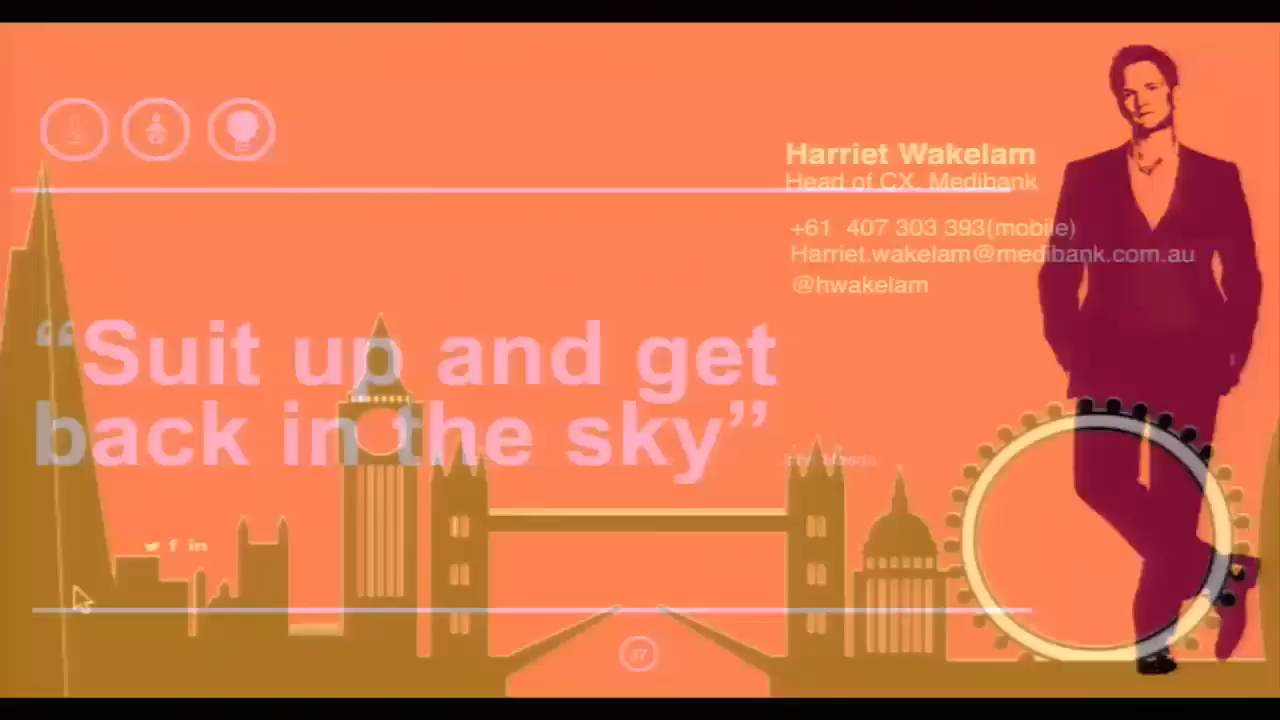 Harriet Wakelam
Head of CX, Medibank
+61 407 303 393(mobile)
Harriet.wakelam@medibank.com.au
@hwakelam
“Suit up and get
back in the sky”
37